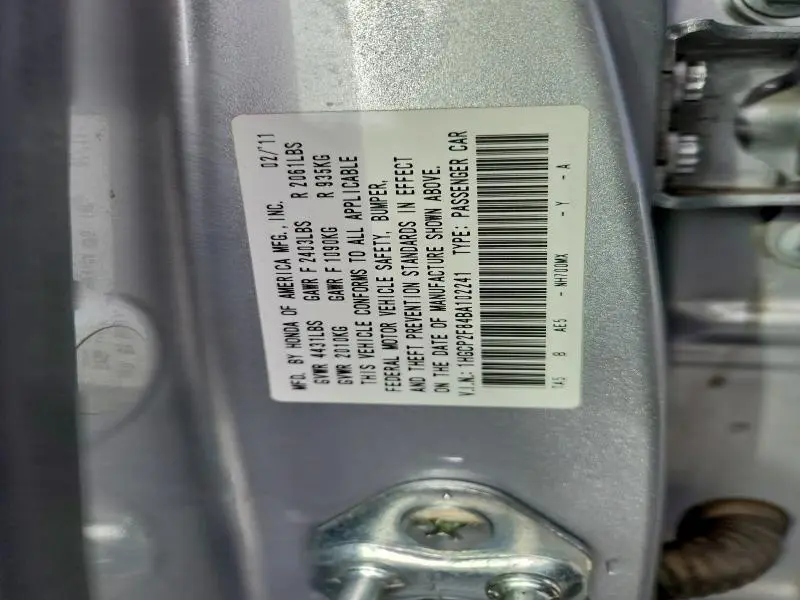 MFD. BY HONDA OF AMERICA MFG., INC. 02/'11
GVWR 4431LBS GAWR F 2403LBS R 2061LBS
GVWR 2010KG GAWR F 1090KG R 935KG
THIS VEHICLE CONFORMS TO ALL APPLICABLE
FEDERAL MOTOR VEHICLE SAFETY, BUMPER,
AND THEFT PREVENTION STANDARDS IN EFFECT
ON THE DATE OF MANUFACTURE SHOWN ABOVE.
V.I.N.: 1HGCP2F84BA102241 TYPE: PASSENGER CAR
TA5 B AE5 - NH700MX - Y - A